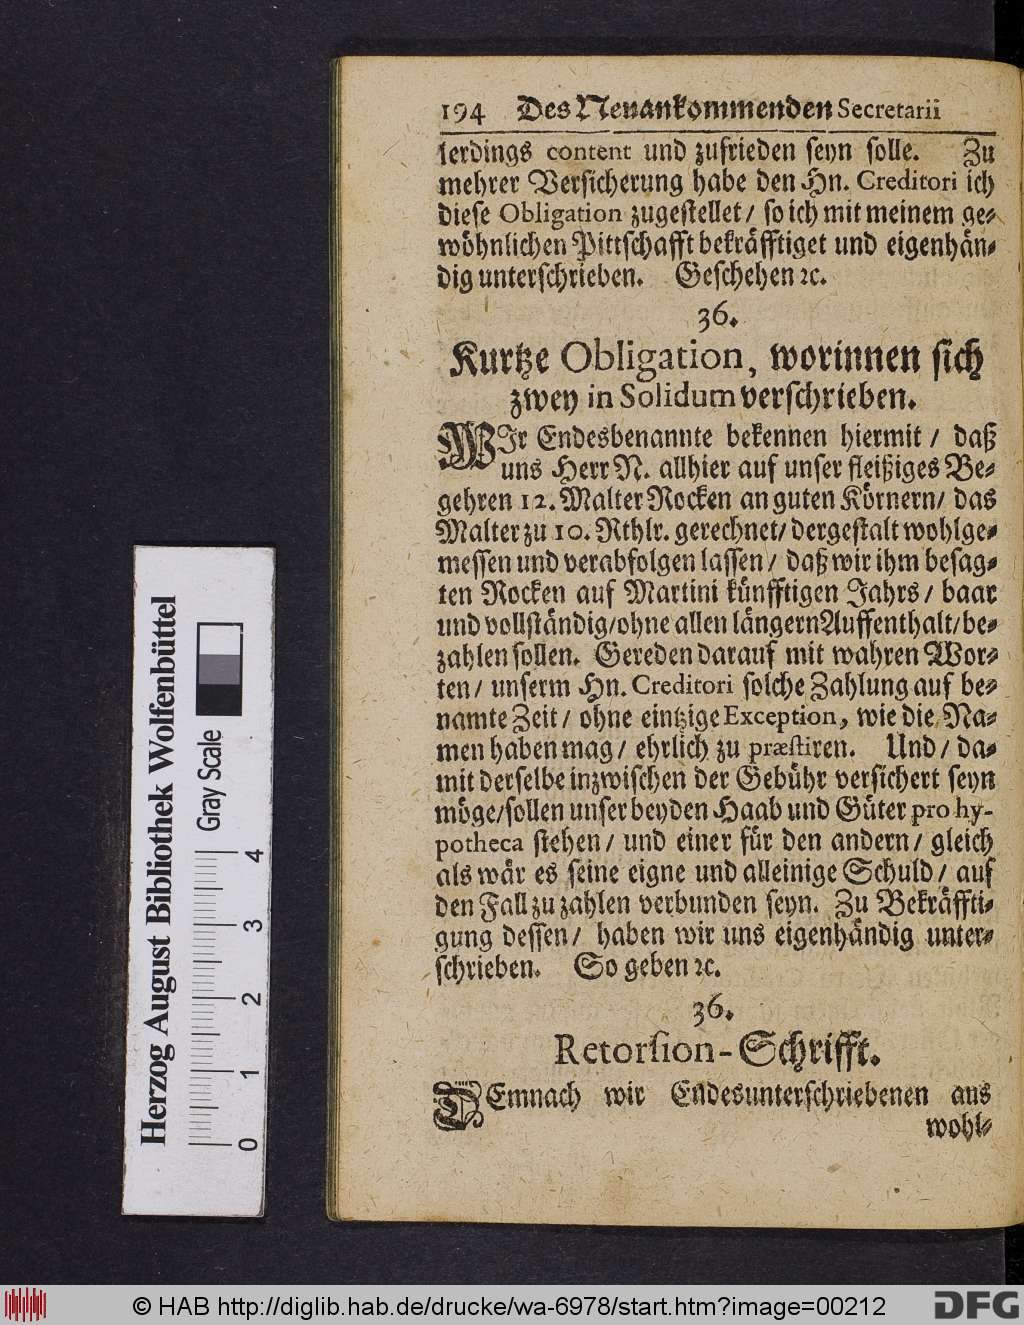 194 Des Neuankommenden Secretarii
lerdings content und zufrieden seyn solle. Zu
mehrer Versicherung habe den Hn. Creditori ich
diese Obligation zugestellet / so ich mit meinem ge-
wöhnlichen Pittschafft bekräfftiget und eigenhän-
dig unterschrieben. Geschehen ꝛc.
36.
Kurtze Obligation, worinnen sich
zwey in Solidum verschrieben.
WIr Endesbenannte bekennen hiermit / daß
uns Herr N. allhier auf unser fleißiges Be-
gehren 12. Malter Rocken an guten Körnern / das
Malter zu 10. Rthlr. gerechnet / dergestalt wohlge-
messen und verabfolgen lassen / daß wir ihm besag-
ten Rocken auf Martini künfftigen Jahrs / baar
und vollständig / ohne allen längern Auffenthalt / be-
zahlen sollen. Gereden darauf mit wahren Wor-
ten / unserm Hn. Creditori solche Zahlung auf be-
namte Zeit / ohne eintzige Exception, wie die Na-
men haben mag / ehrlich zu præstiren. Und / da-
mit derselbe inzwischen der Gebühr versichert seyn
möge / sollen unser beyden Haab und Güter pro hy-
potheca stehen / und einer für den andern / gleich
als wär es seine eigne und alleinige Schuld / auf
den Fall zu zahlen verbunden seyn. Zu Bekräffti-
gung dessen / haben wir uns eigenhändig unter-
schrieben. So geben ꝛc.
36.
Retorsion-Schrifft.
DEmnach wir Endesunterschriebenen aus
wohl-
Herzog August Bibliothek Wolfenbüttel
Gray Scale
0 1 2 3 4
© HAB http://diglib.hab.de/drucke/wa-6978/start.htm?image=00212
DFG